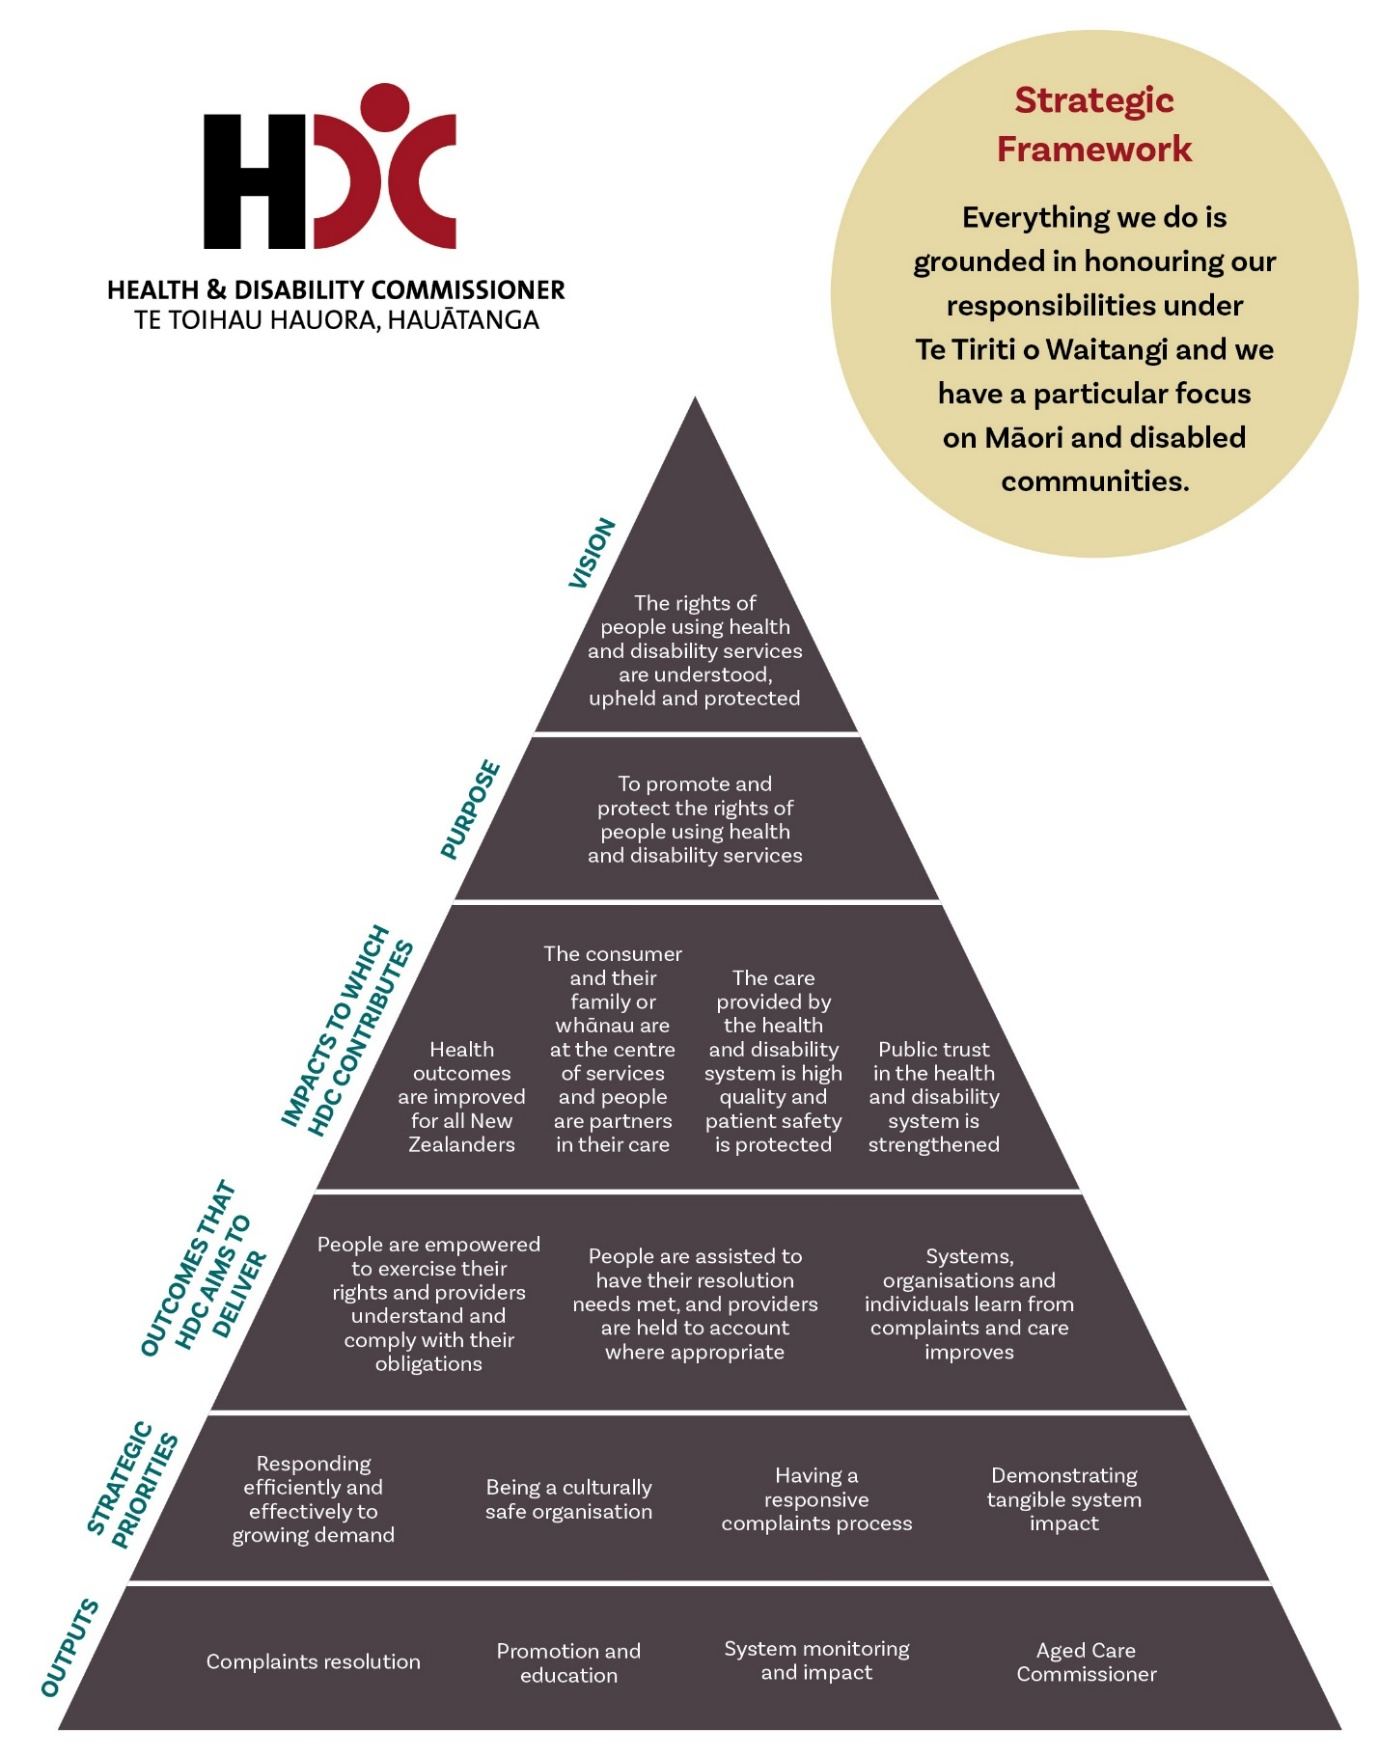 HDC
HEALTH & DISABILITY COMMISSIONER
TE TOIHAU HAUORA, HAUĀTANGA
Strategic
Framework
Everything we do is
grounded in honouring our
responsibilities under
Te Tiriti o Waitangi and we
have a particular focus
on Māori and disabled
communities.
VISION
The rights of
people using health
and disability services
are understood,
upheld and protected
PURPOSE
To promote and
protect the rights of
people using health
and disability services
IMPACTS TO WHICH
HDC CONTRIBUTES
Health
outcomes
are improved
for all New
Zealanders
The consumer
and their
family or
whānau are
at the centre
of services
and people
are partners
in their care
The care
provided by
the health
and disability
system is high
quality and
patient safety
is protected
Public trust
in the health
and disability
system is
strengthened
OUTCOMES THAT
HDC AIMS TO
DELIVER
People are empowered
to exercise their
rights and providers
understand and
comply with their
obligations
People are assisted to
have their resolution
needs met, and providers
are held to account
where appropriate
Systems,
organisations and
individuals learn from
complaints and care
improves
STRATEGIC
PRIORITIES
Responding
efficiently and
effectively to
growing demand
Being a culturally
safe organisation
Having a
responsive
complaints process
Demonstrating
tangible system
impact
OUTPUTS
Complaints resolution
Promotion and
education
System monitoring
and impact
Aged Care
Commissioner